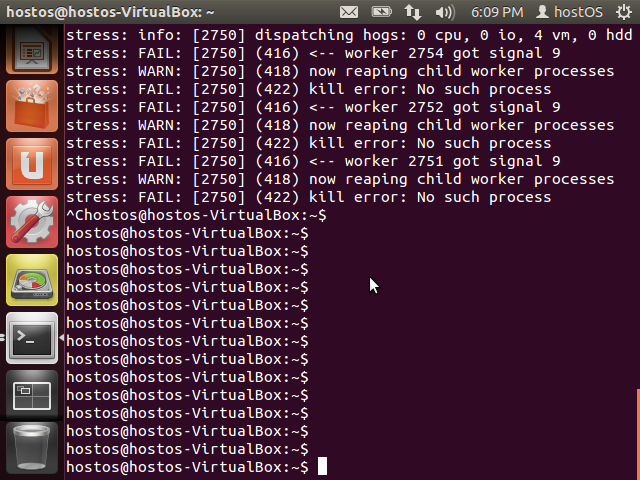 hostos@hostos-VirtualBox: ~
6:09 PM
hostOS
stress: info: [2750] dispatching hogs: 0 cpu, 0 io, 4 vm, 0 hdd
stress: FAIL: [2750] (416) <-- worker 2754 got signal 9
stress: WARN: [2750] (418) now reaping child worker processes
stress: FAIL: [2750] (422) kill error: No such process
stress: FAIL: [2750] (416) <-- worker 2752 got signal 9
stress: WARN: [2750] (418) now reaping child worker processes
stress: FAIL: [2750] (422) kill error: No such process
stress: FAIL: [2750] (416) <-- worker 2751 got signal 9
stress: WARN: [2750] (418) now reaping child worker processes
stress: FAIL: [2750] (422) kill error: No such process
^Chostos@hostos-VirtualBox:~$
hostos@hostos-VirtualBox:~$
hostos@hostos-VirtualBox:~$
hostos@hostos-VirtualBox:~$
hostos@hostos-VirtualBox:~$
hostos@hostos-VirtualBox:~$
hostos@hostos-VirtualBox:~$
hostos@hostos-VirtualBox:~$
hostos@hostos-VirtualBox:~$
hostos@hostos-VirtualBox:~$
hostos@hostos-VirtualBox:~$
hostos@hostos-VirtualBox:~$
hostos@hostos-VirtualBox:~$
hostos@hostos-VirtualBox:~$
hostos@hostos-VirtualBox:~$